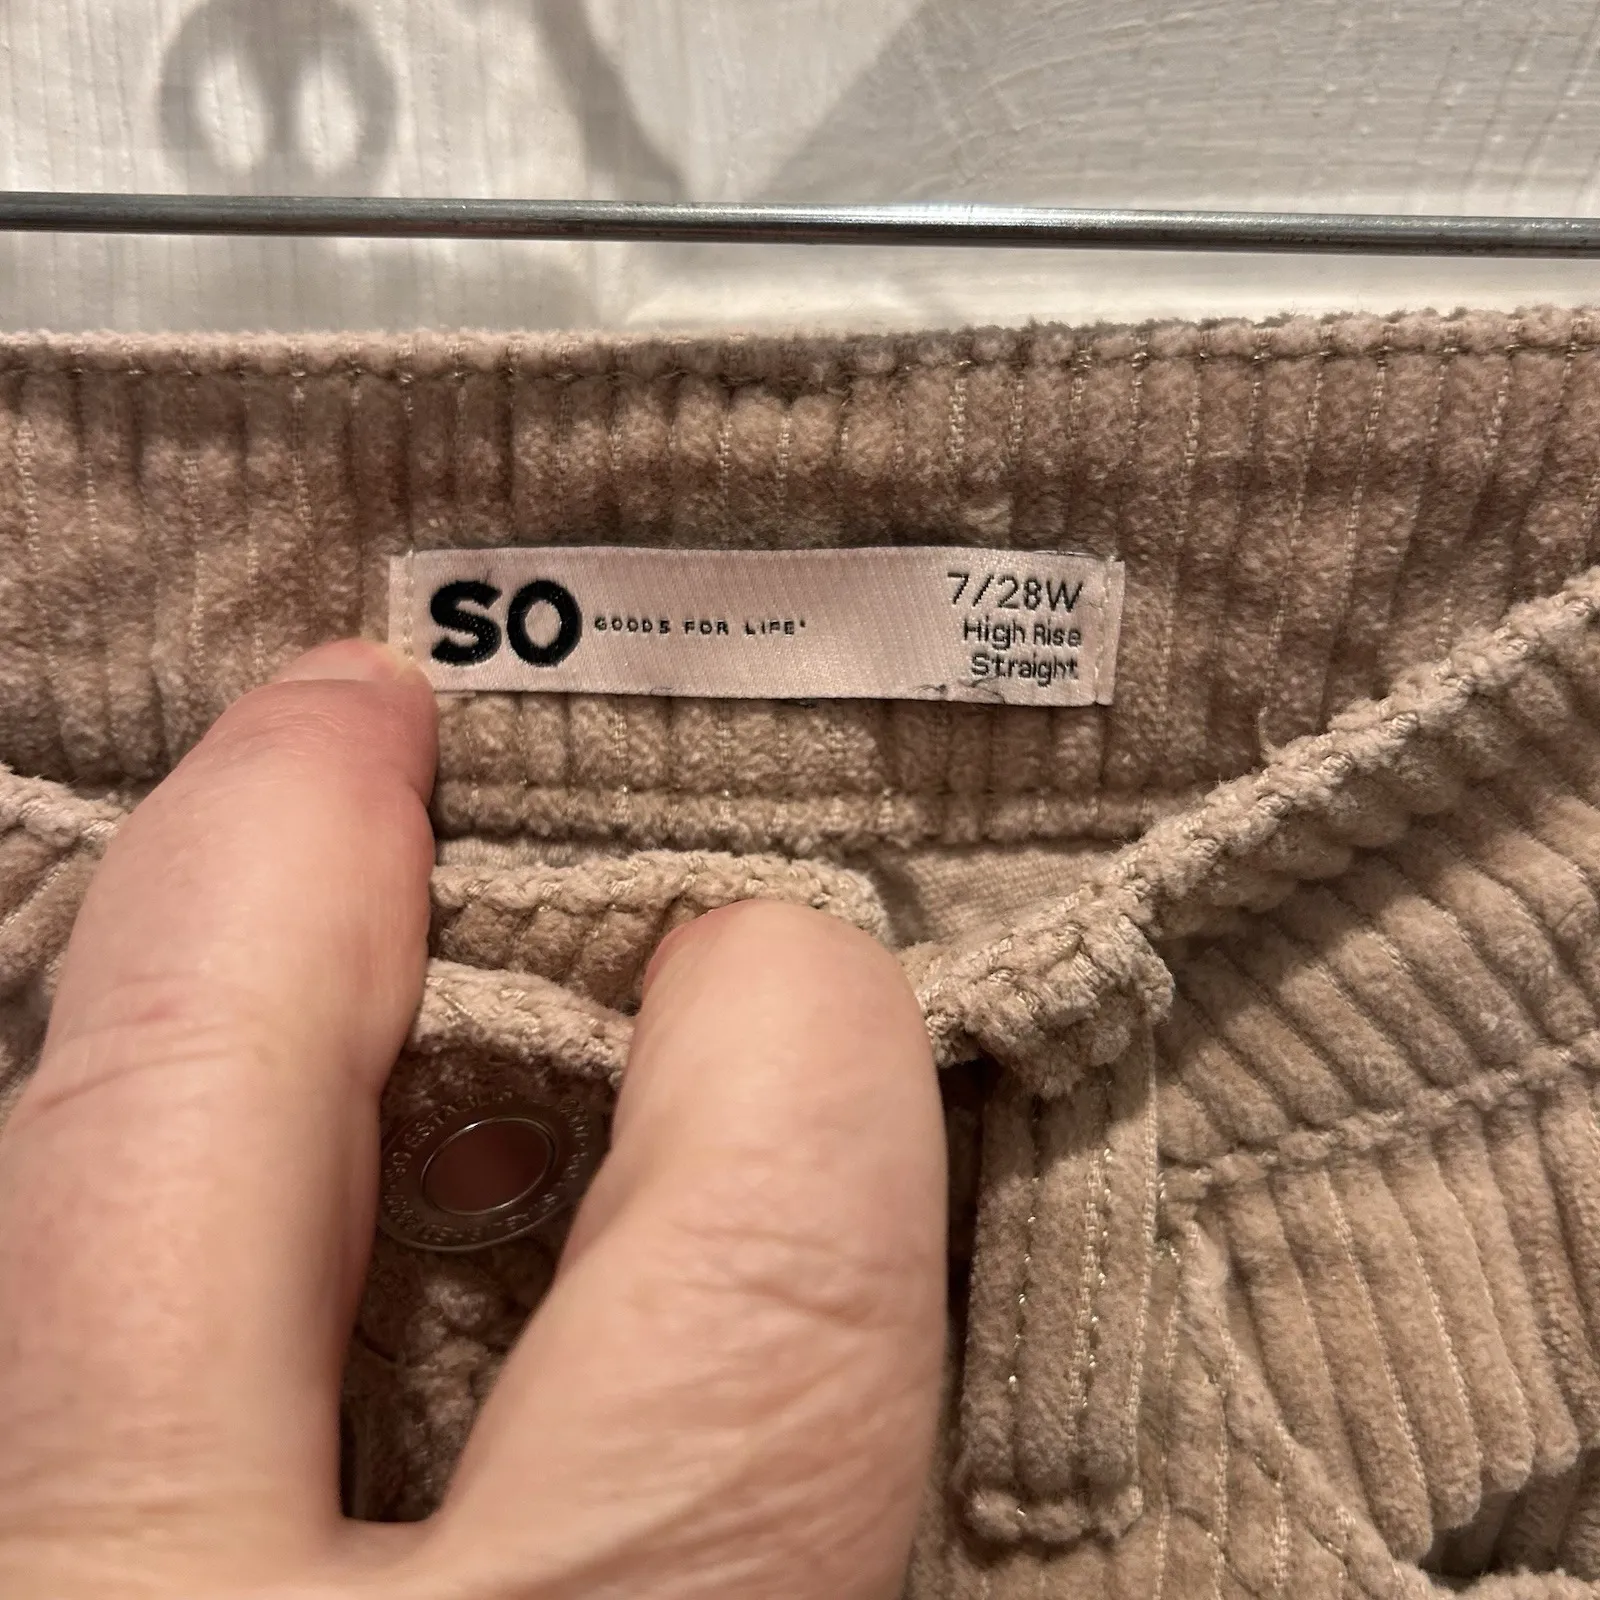 SO GOODS FOR LIFE®
7/28W
High Rise
Straight